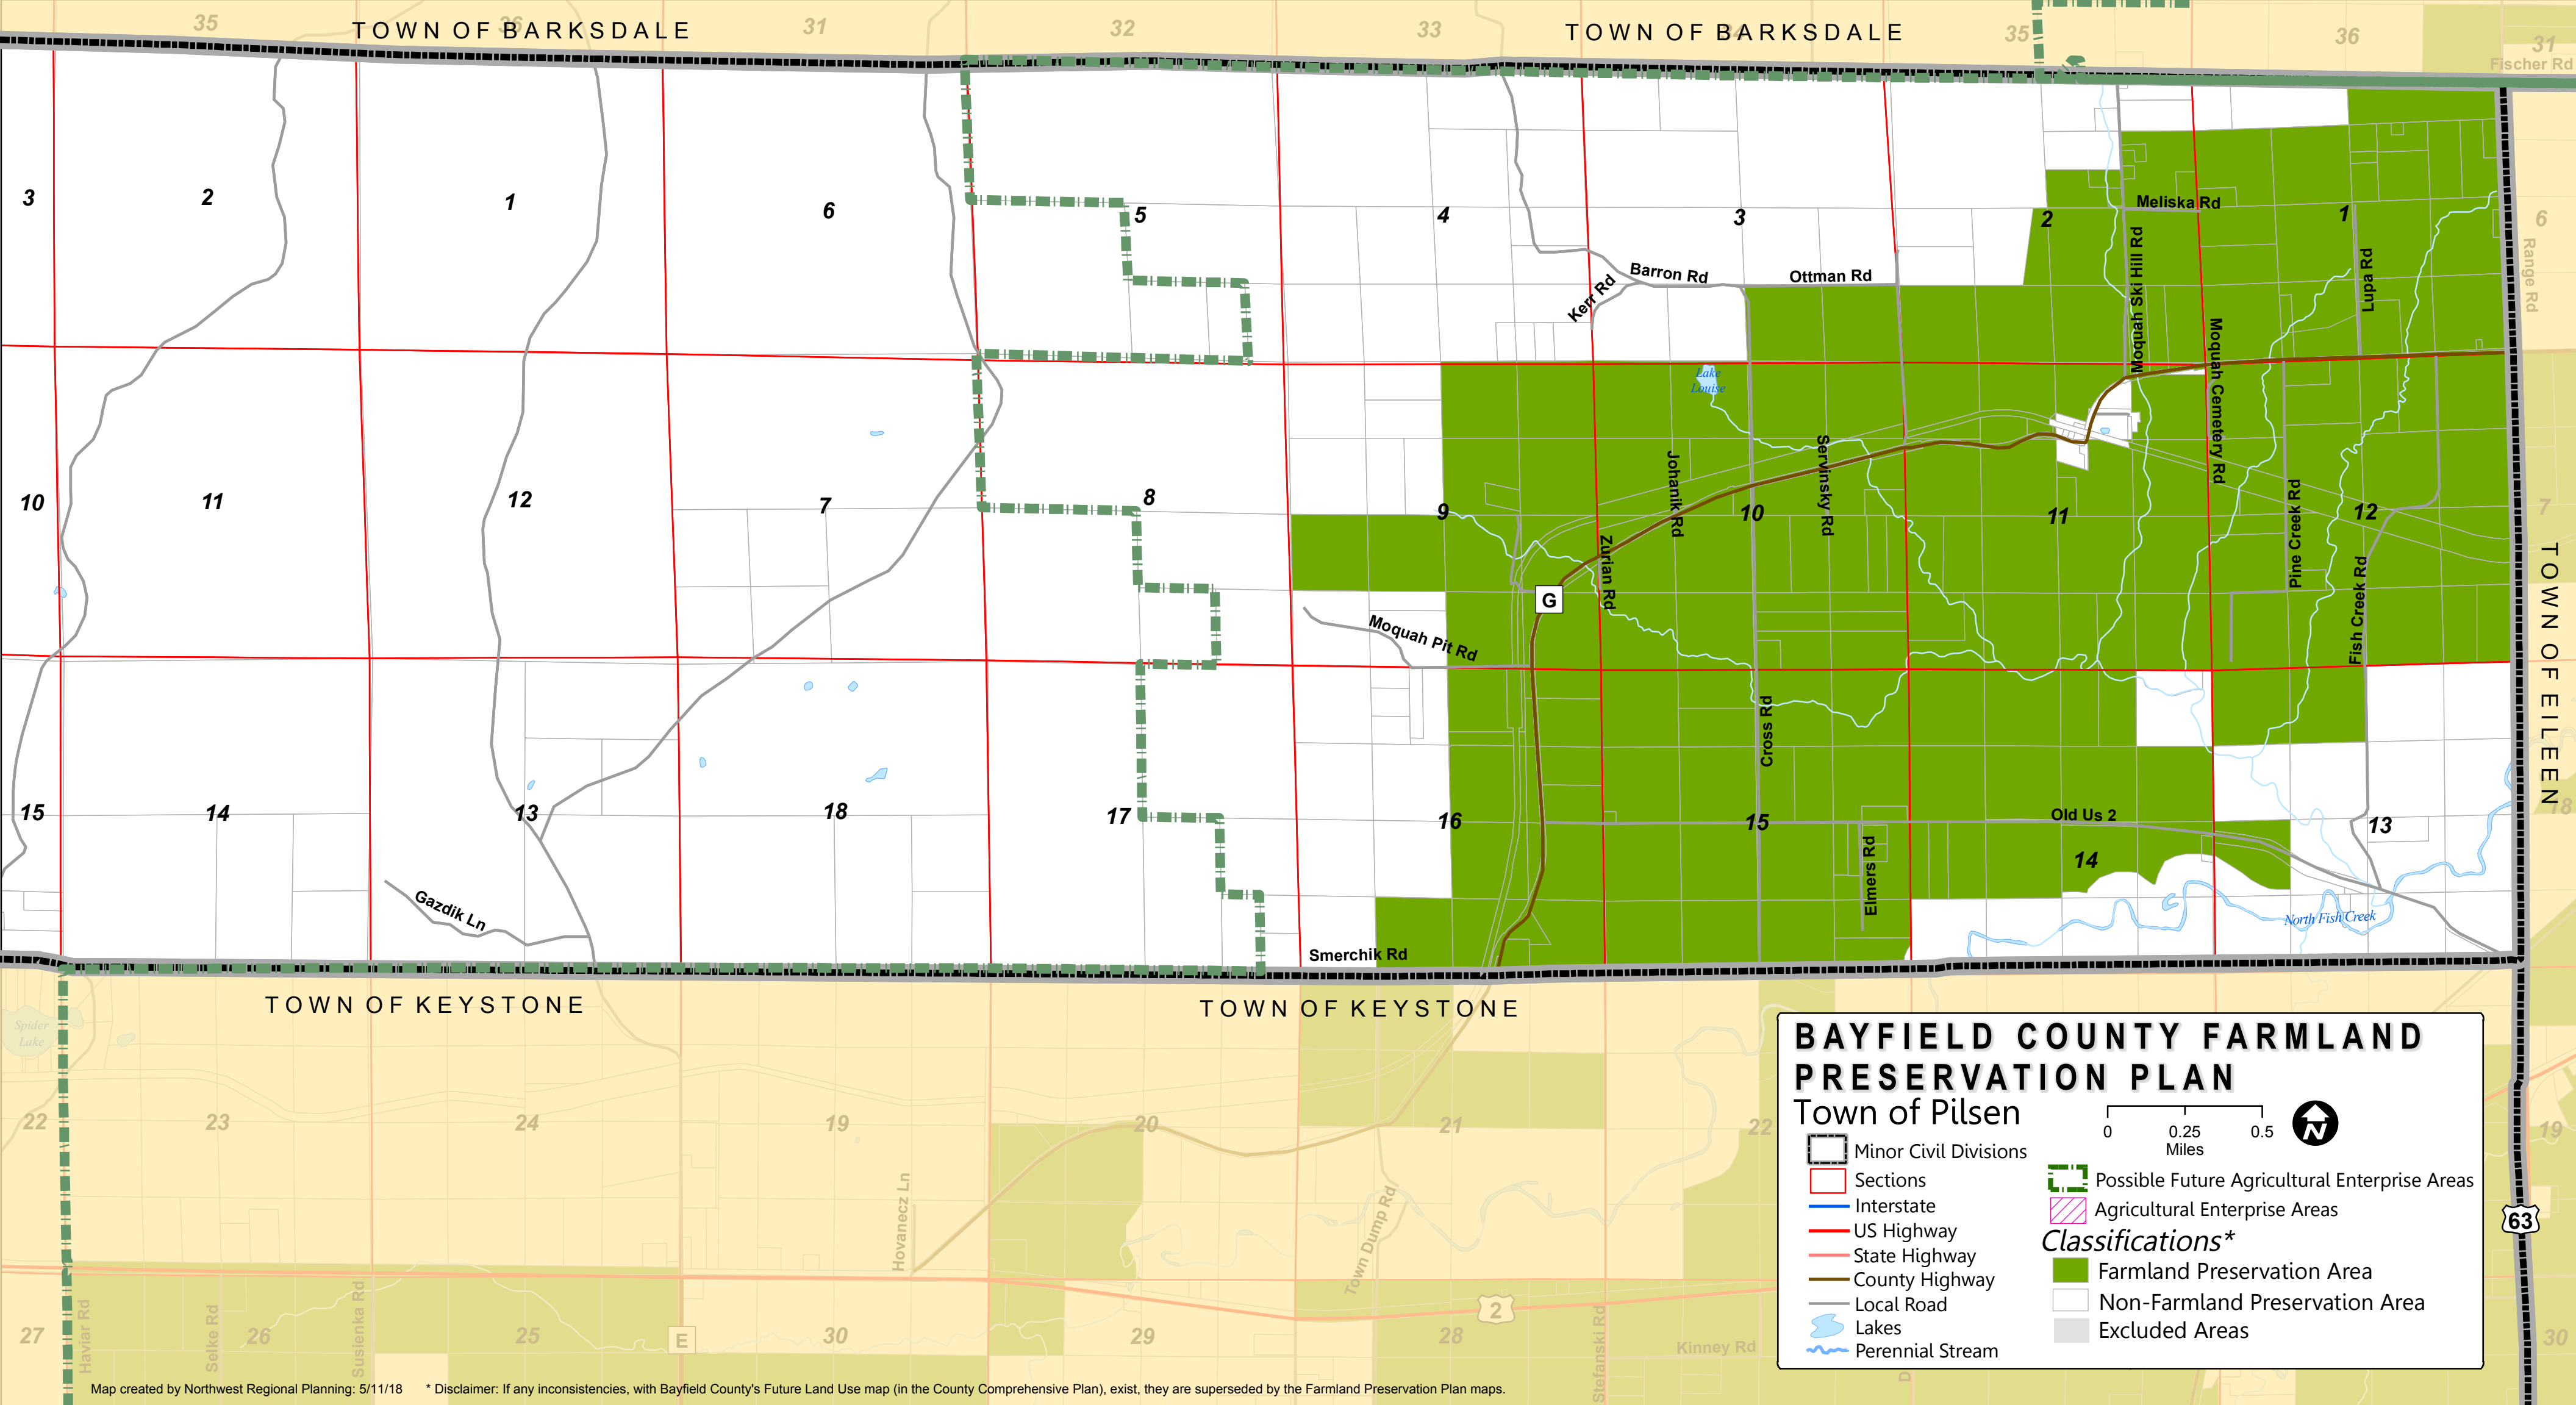 35
36
31
32
33
34
35
36
31
TOWN OF BARKSDALE
TOWN OF BARKSDALE
Fischer Rd
3
2
1
6
5
4
3
2
1
6
Meliska Rd
Moquah Ski Hill Rd
Lupa Rd
Range Rd
Barron Rd
Ottman Rd
Kerr Rd
Moquah Cemetery Rd
Lake
Louise
10
11
12
7
8
9
10
11
12
7
Johanik Rd
Servinsky Rd
Zurian Rd
Pine Creek Rd
Fish Creek Rd
G
Moquah Pit Rd
TOWN OF EILEEN
Cross Rd
15
14
13
18
17
16
15
14
13
18
Old Us 2
Elmers Rd
Gazdik Ln
North Fish Creek
Smerchik Rd
TOWN OF KEYSTONE
TOWN OF KEYSTONE
Spider
Lake
22
23
24
19
20
21
22
19
Hovanecz Ln
Town Dump Rd
63
2
E
27
26
25
30
29
28
30
Havlar Rd
Selke Rd
Susienka Rd
Stefanski Rd
Kinney Rd
D
BAYFIELD COUNTY FARMLAND
PRESERVATION PLAN
Town of Pilsen
0 0.25 0.5
Miles
N
Minor Civil Divisions
Sections
Interstate
US Highway
State Highway
County Highway
Local Road
Lakes
Perennial Stream
Possible Future Agricultural Enterprise Areas
Agricultural Enterprise Areas
Classifications*
Farmland Preservation Area
Non-Farmland Preservation Area
Excluded Areas
Map created by Northwest Regional Planning: 5/11/18 * Disclaimer: If any inconsistencies, with Bayfield County's Future Land Use map (in the County Comprehensive Plan), exist, they are superseded by the Farmland Preservation Plan maps.